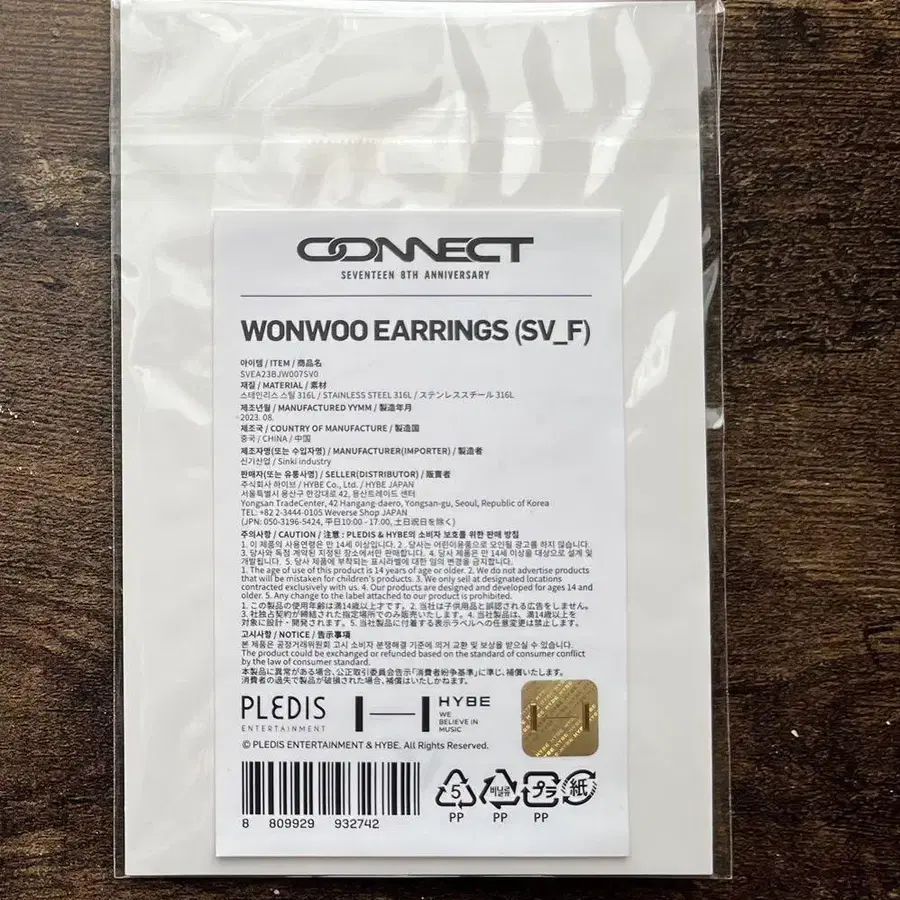 CONNECT
SEVENTEEN 8TH ANNIVERSARY
WONWOO EARRINGS (SV_F)
아이템 / ITEM / 商品名
SVEA23BJW007SV0
재질 / MATERIAL / 素材
스테인리스 스틸 316L / STAINLESS STEEL 316L / ステンレススチール 316L
제조년월 / MANUFACTURED YYMM / 製造年月
2023. 08.
제조국 / COUNTRY OF MANUFACTURE / 製造国
중국 / CHINA / 中国
제조자명(또는 수입자명) / MANUFACTURER(IMPORTER) / 製造者
신기산업 / Sinki industry
판매자(또는 유통사명) / SELLER(DISTRIBUTOR) / 販売者
주식회사 하이브 / HYBE Co., Ltd. / HYBE JAPAN
서울특별시 용산구 한강대로 42, 용산트레이드 센터
Yongsan TradeCenter, 42 Hangang-daero, Yongsan-gu, Seoul, Republic of Korea
TEL: +82 2-3444-0105 Weverse Shop JAPAN
(JPN: 050-3196-5424, 平日10:00 - 17:00, 土日祝日を除く)
주의사항 / CAUTION / 注意 : PLEDIS & HYBE의 소비자 보호를 위한 판매 방침
1. 이 제품의 사용연령은 만 14세 이상입니다. 2. 당사는 어린이용품으로 오인될 광고를 하지 않습니다.
3. 당사와 독점 계약된 지정된 장소에서만 판매합니다. 4. 당사 제품은 만 14세 이상을 대상으로 설계 및
개발됩니다. 5. 당사 제품에 부착되는 표시라벨에 대한 임의 변경을 금지합니다.
1. The age of use of this product is 14 years of age or older. 2. We do not advertise products
that will be mistaken for children's products. 3. We only sell at designated locations
contracted exclusively with us. 4. Our products are designed and developed for ages 14 and
older. 5. Any change to the label attached to our product is prohibited.
1. この製品の使用年齢は満14歳以上です。2. 当社は子供用品と誤認される広告をしません。
3. 社独占契約が締結された指定場所でのみ販売いたします。4. 当社製品は、満14歳以上を
対象に設計・開発されます。5. 当社製品に付着する表示ラベルへの任意変更は禁止します。
고시사항 / NOTICE / 告示事項
본 제품은 공정거래위원회 고시 소비자 분쟁해결 기준에 의거 교환 및 보상을 받으실 수 있습니다.
The product could be exchanged or refunded based on the standard of consumer conflict
by the law of consumer standard.
本製品に異常がある場合、公正取引委員会告示「消費者紛争基準」に準じ、補償いたします。
消費者の過失で製品が破損された場合、補償はいたしかねます。
PLEDIS
ENTERTAINMENT
HYBE
WE
BELIEVE IN
MUSIC
© PLEDIS ENTERTAINMENT & HYBE. All Rights Reserved.
8 809929 932742
5 비닐류 プラ 紙
PP PP PP